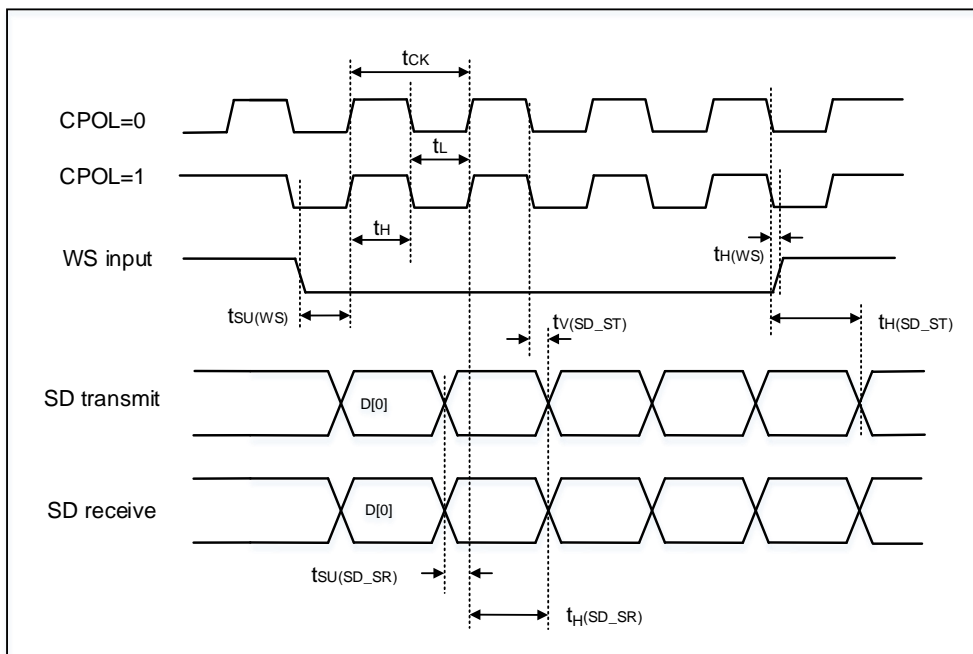 tCK
CPOL=0
tL
CPOL=1
tH
tH(WS)
WS input
tSU(WS)
tV(SD_ST)
tH(SD_ST)
SD transmit
D[0]
SD receive
D[0]
tSU(SD_SR)
tH(SD_SR)